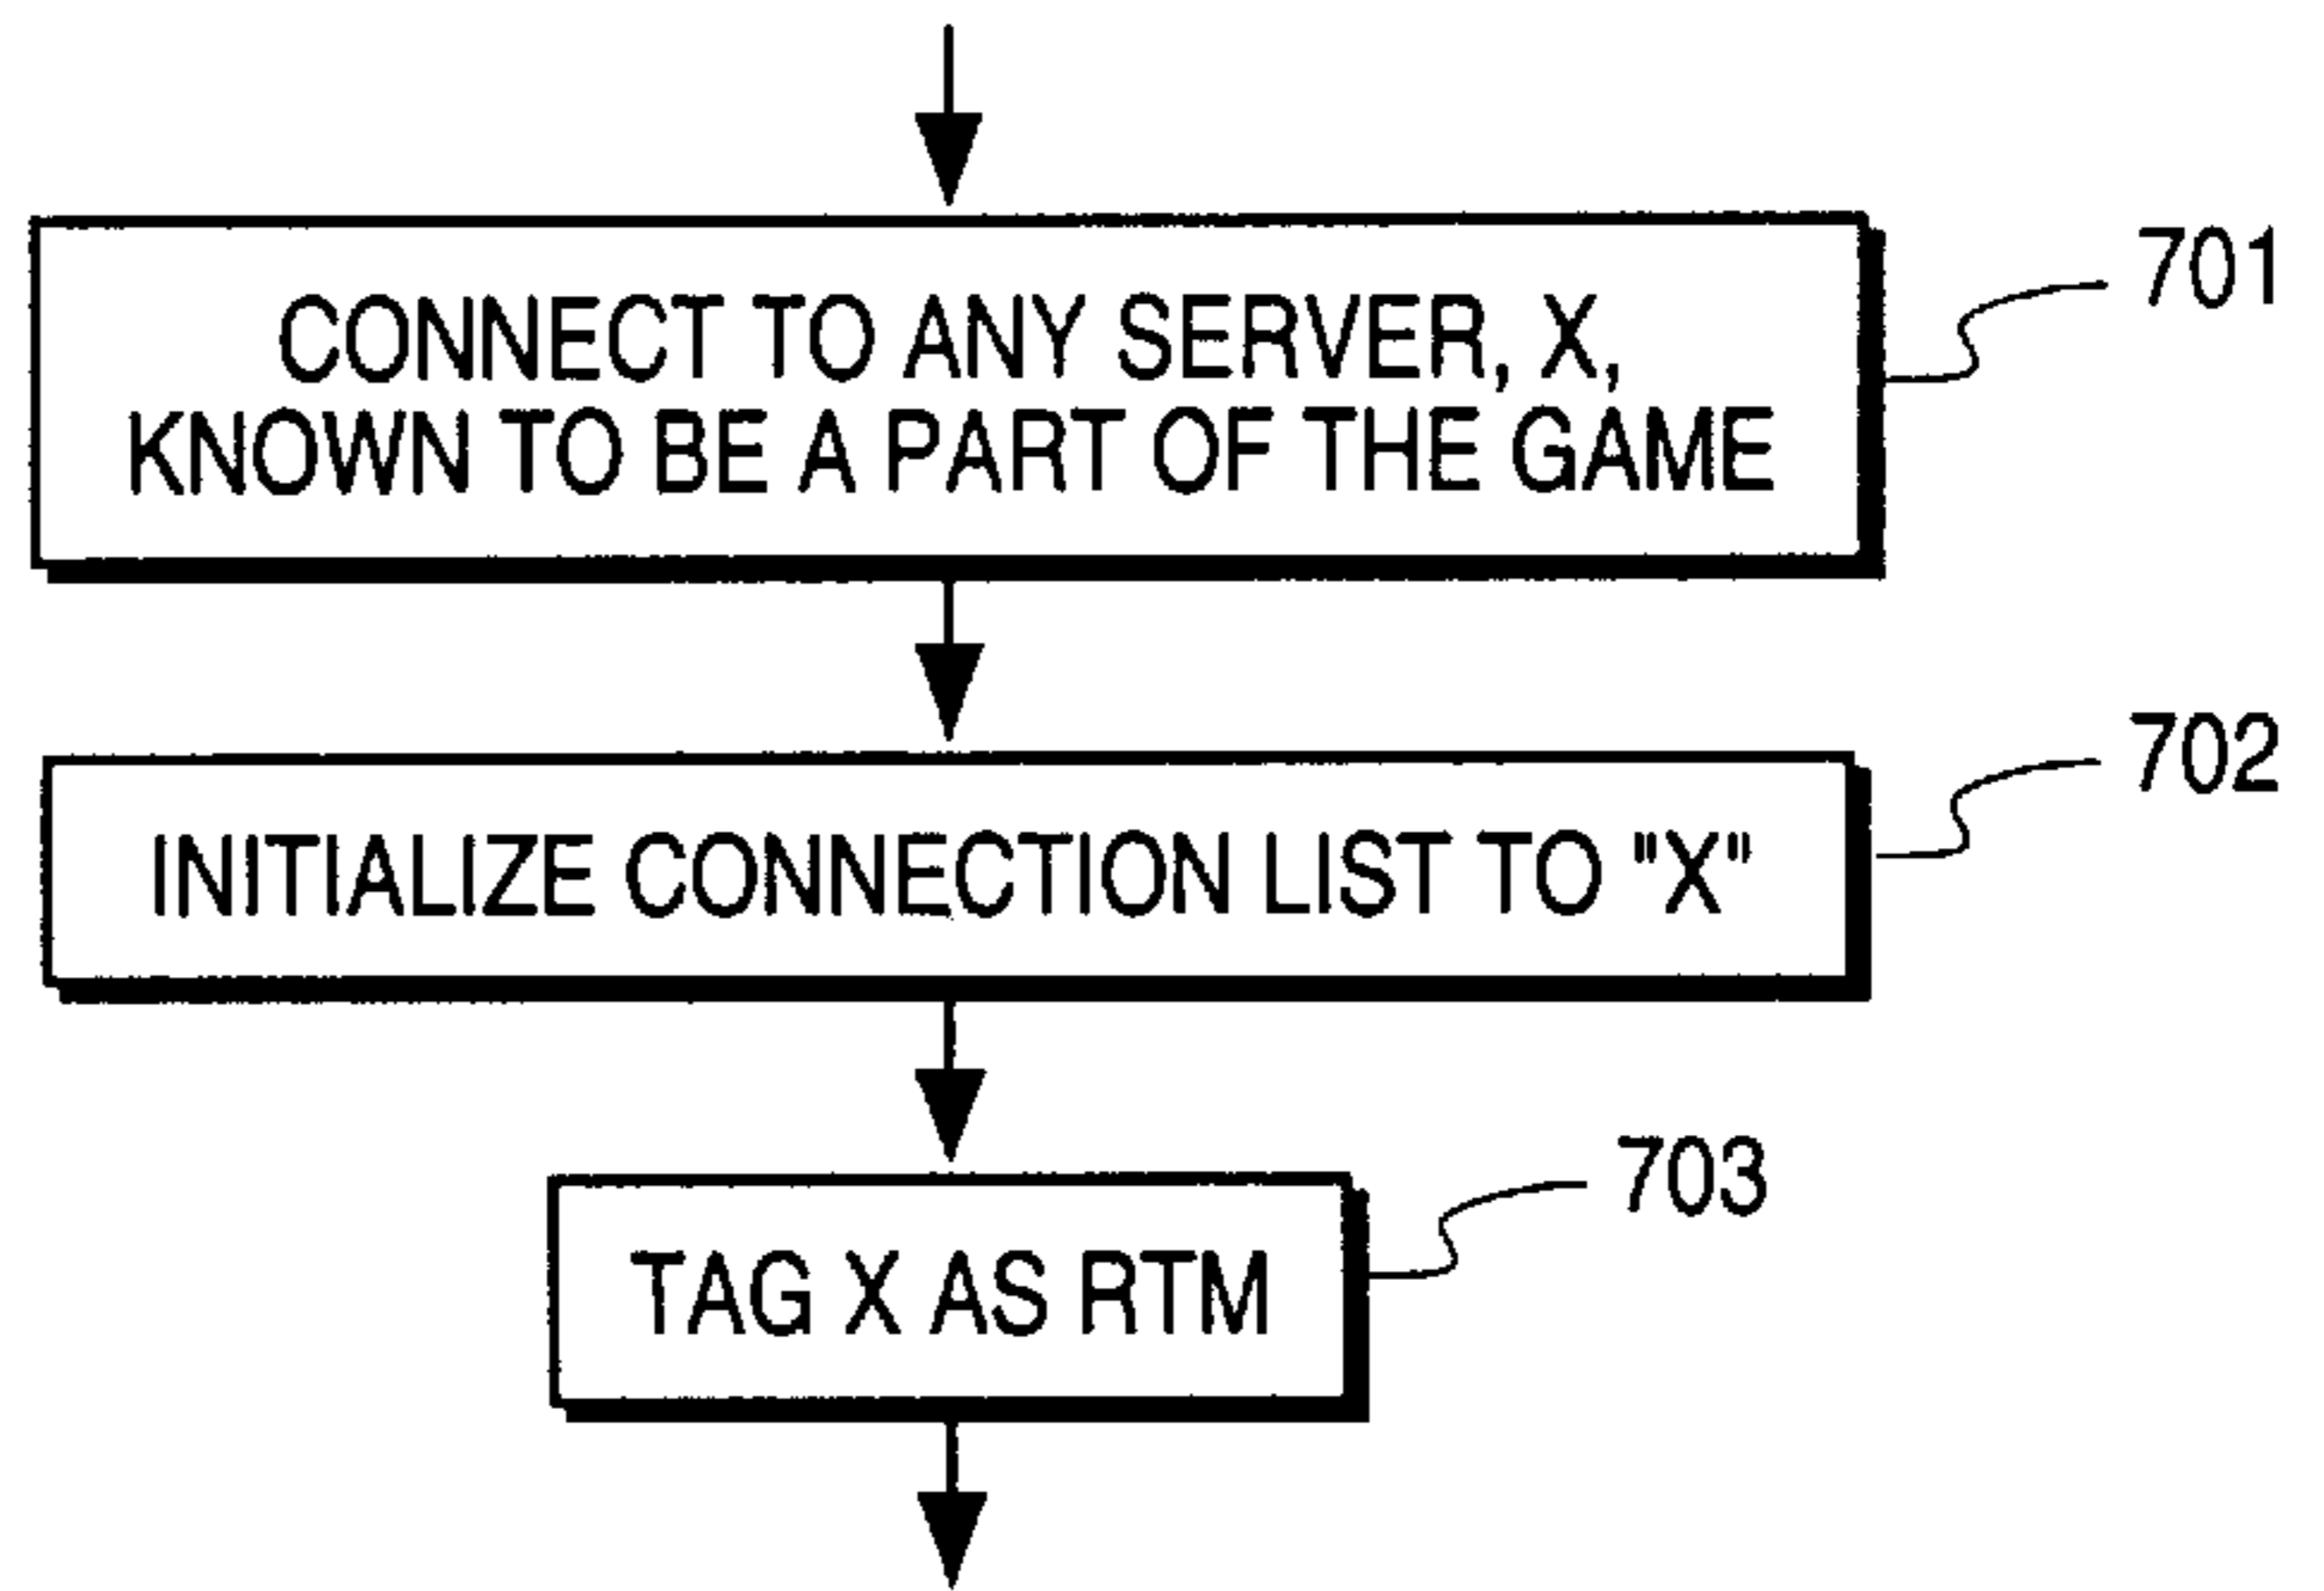 CONNECT TO ANY SERVER, X,
KNOWN TO BE A PART OF THE GAME
701
INITIALIZE CONNECTION LIST TO "X"
702
TAG X AS RTM
703